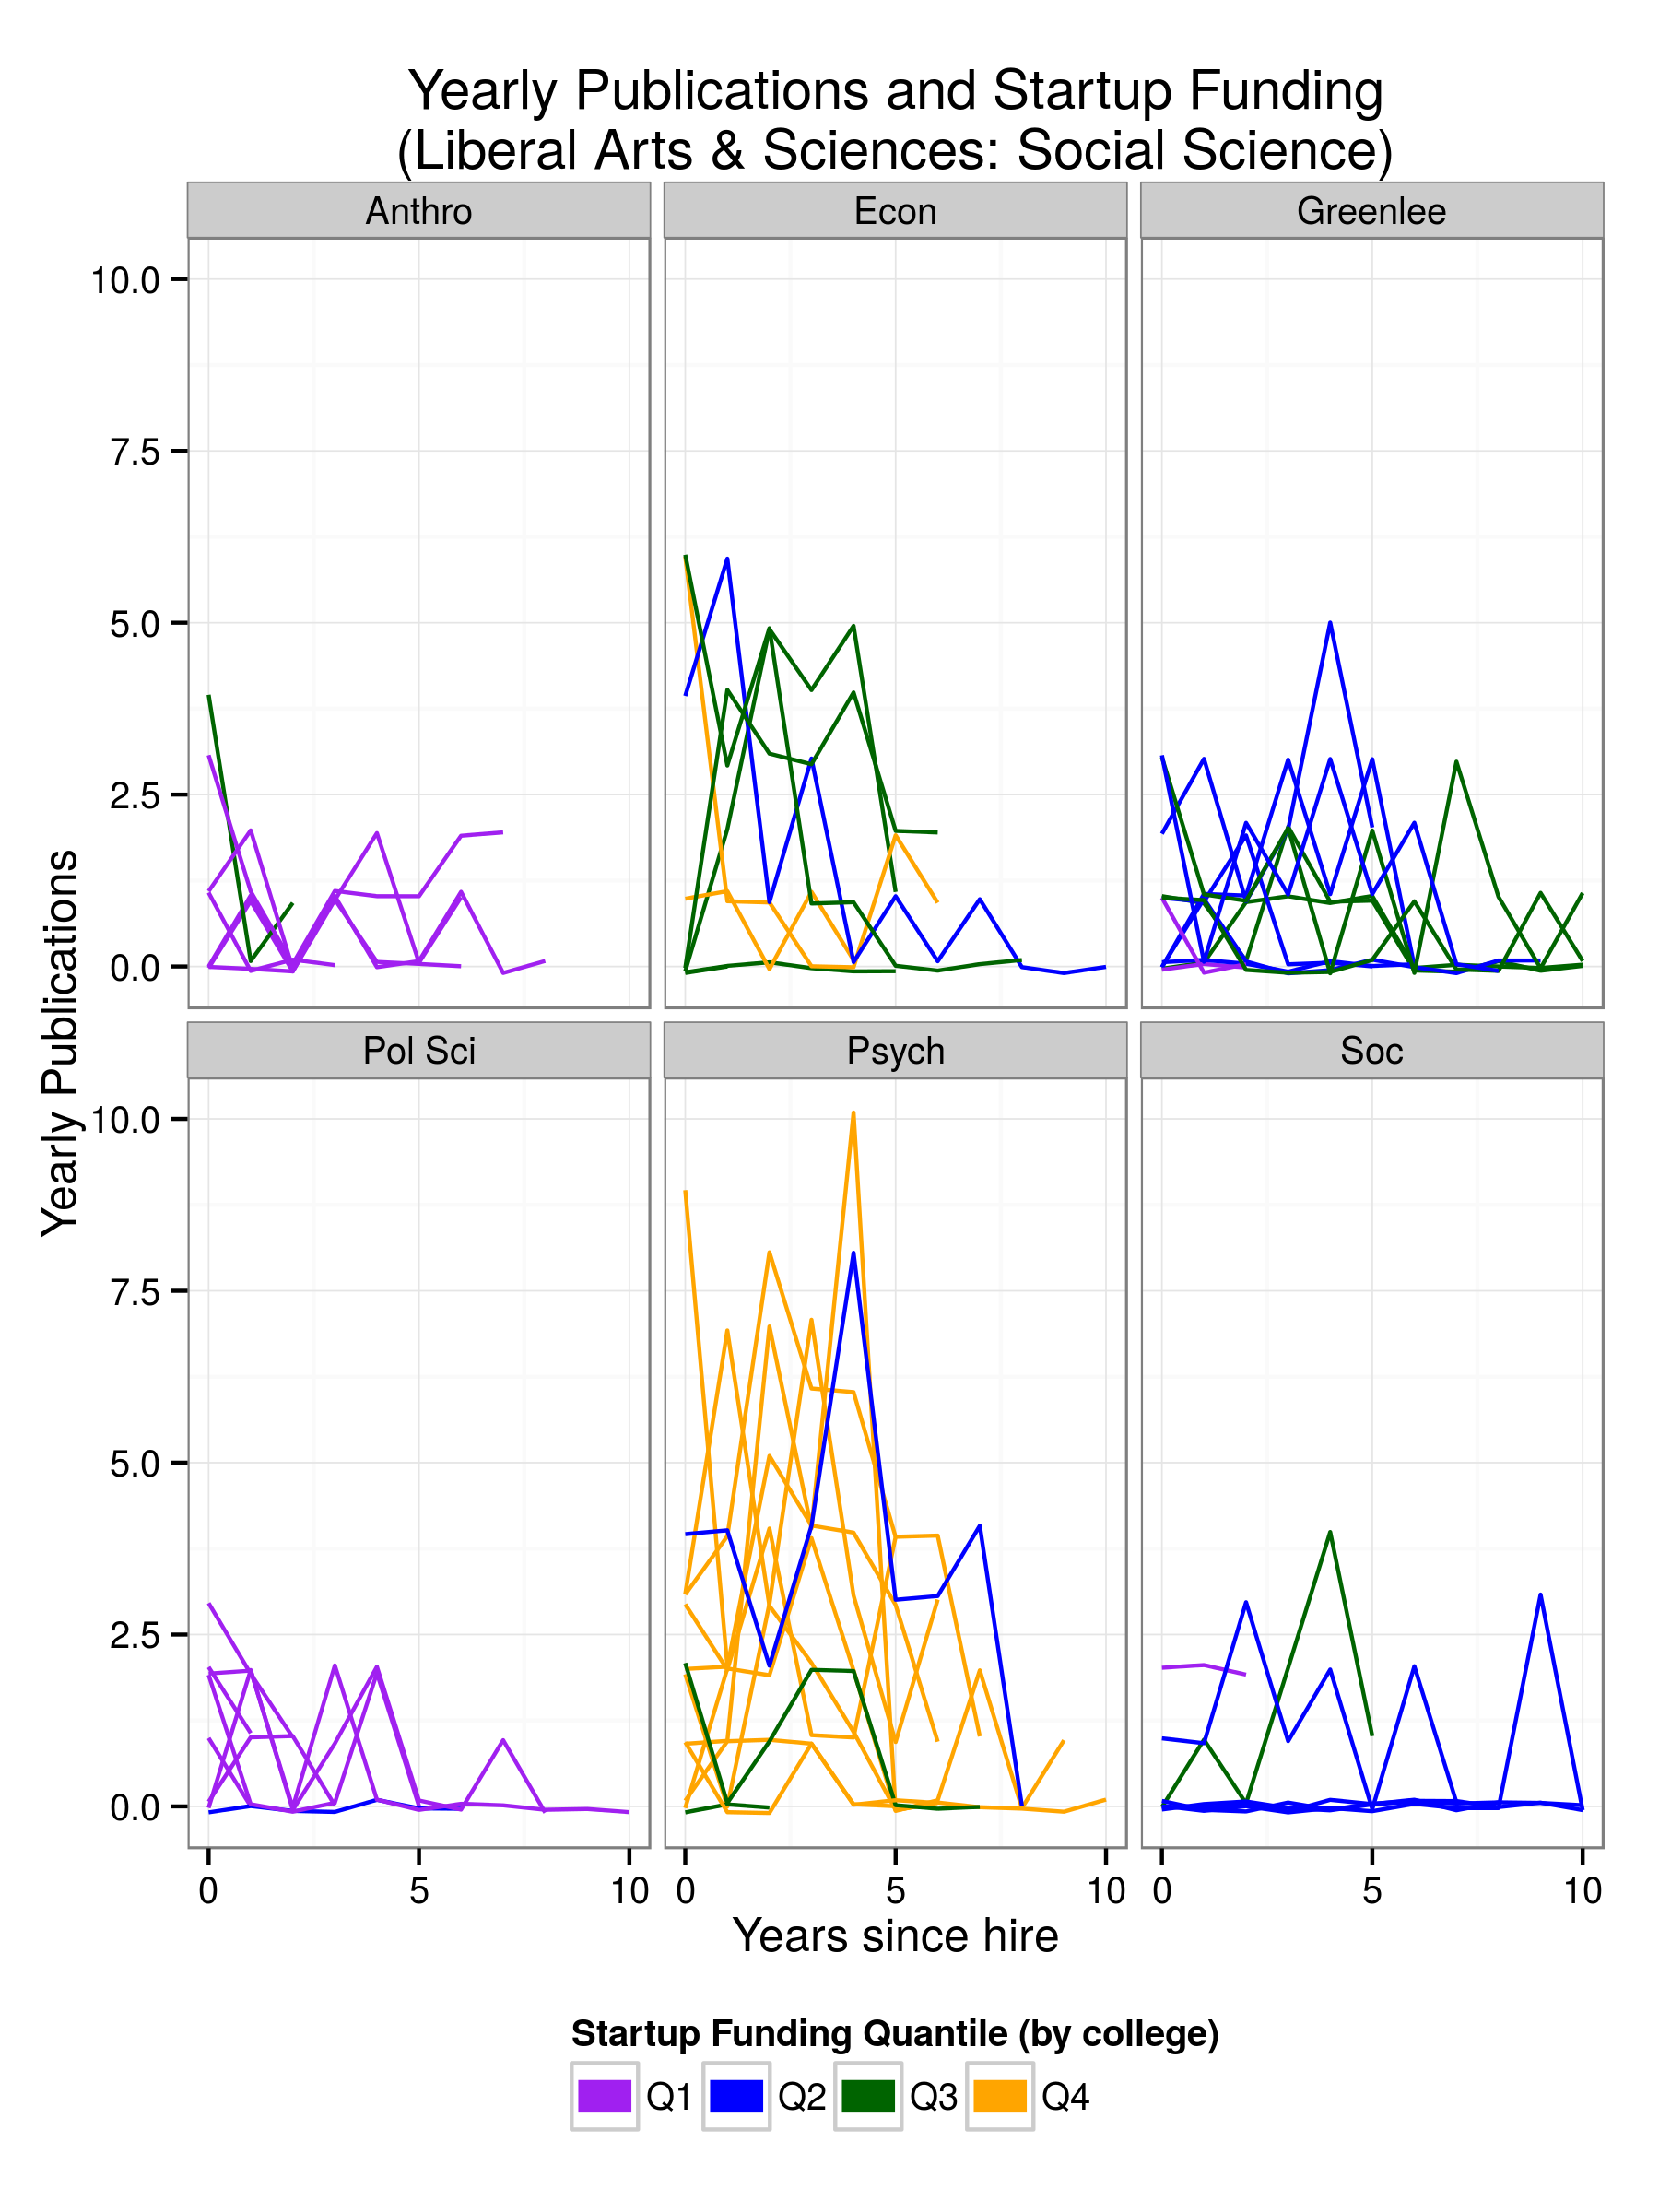 Yearly Publications and Startup Funding
(Liberal Arts & Sciences: Social Science)
Anthro
Econ
Greenlee
10.0
7.5
5.0
2.5
0.0
Yearly Publications
Pol Sci
Psych
Soc
10.0
7.5
5.0
2.5
0.0
0 5 10
0 5 10
0 5 10
Years since hire
Startup Funding Quantile (by college)
Q1 Q2 Q3 Q4